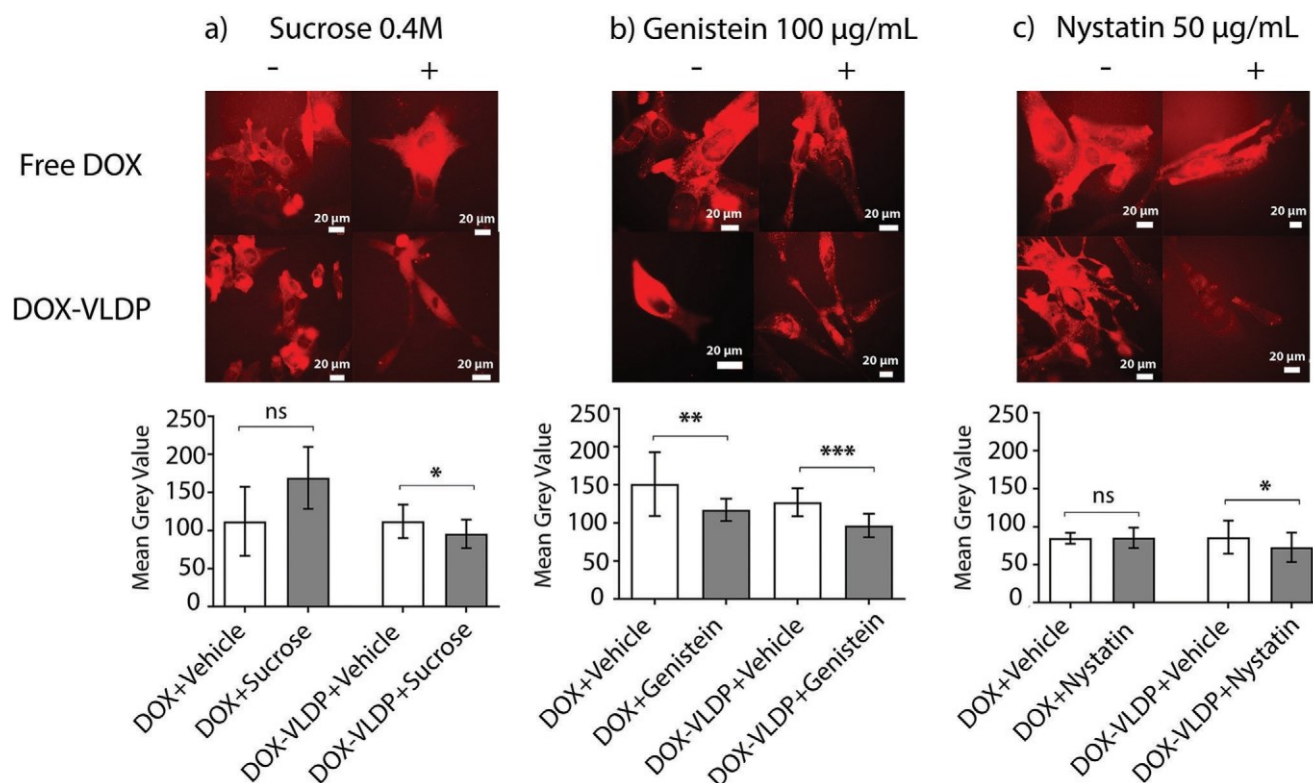 a) Sucrose 0.4M
b) Genistein 100 µg/mL
c) Nystatin 50 µg/mL
- +
- +
- +
Free DOX
20 µm
20 µm
20 µm
20 µm
20 µm
20 µm
DOX-VLDP
20 µm
20 µm
20 µm
20 µm
20 µm
20 µm
Mean Grey Value
250
200
150
100
50
0
ns
*
DOX+Vehicle
DOX+Sucrose
DOX-VLDP+Vehicle
DOX-VLDP+Sucrose
Mean Grey Value
250
200
150
100
50
0
**
***
DOX+Vehicle
DOX+Genistein
DOX-VLDP+Vehicle
DOX-VLDP+Genistein
Mean Grey Value
250
200
150
100
50
0
ns
*
DOX+Vehicle
DOX+Nystatin
DOX-VLDP+Vehicle
DOX-VLDP+Nystatin